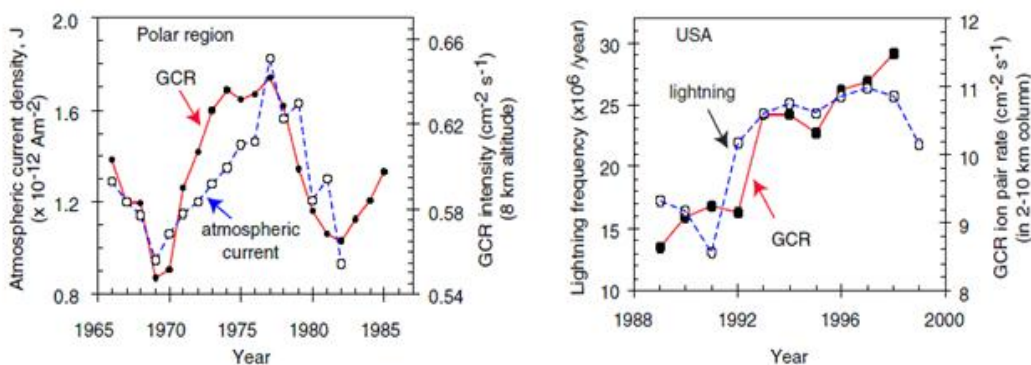 Atmospheric current density, J
(x 10-12 Am-2)
2.0
1.6
1.2
0.8
Polar region
GCR
atmospheric
current
0.66
0.62
0.58
0.54
GCR intensity (cm-2 s-1)
(8 km altitude)
1965
1970
1975
1980
1985
Year
Lightning frequency (x106 /year)
30
25
20
15
10
USA
lightning
GCR
12
11
10
9
8
GCR ion pair rate (cm-2 s-1)
(in 2-10 km column)
1988
1992
1996
2000
Year